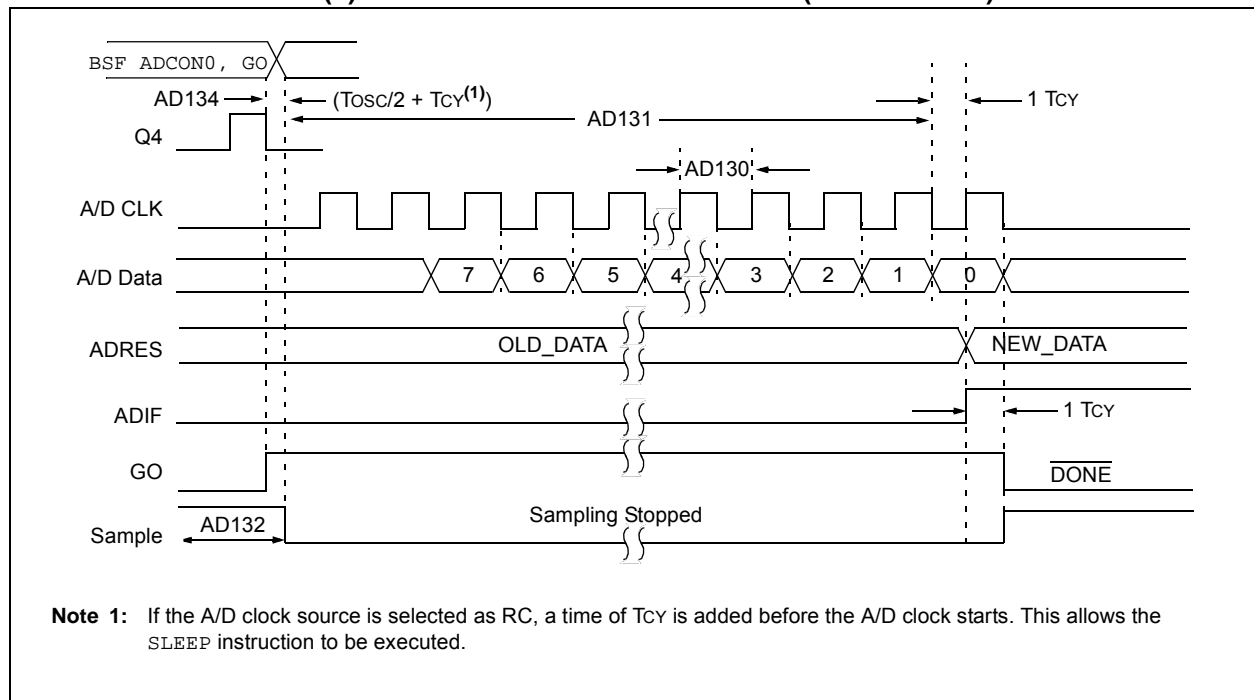 BSF ADCON0, GO
AD134
(TOSC/2 + TCY(1))
AD131
1 TCY
Q4
AD130
A/D CLK
A/D Data
7
6
5
4
3
2
1
0
ADRES
OLD_DATA
NEW_DATA
ADIF
1 TCY
GO
DONE
Sample
AD132
Sampling Stopped
Note 1: If the A/D clock source is selected as RC, a time of TCY is added before the A/D clock starts. This allows the
SLEEP instruction to be executed.